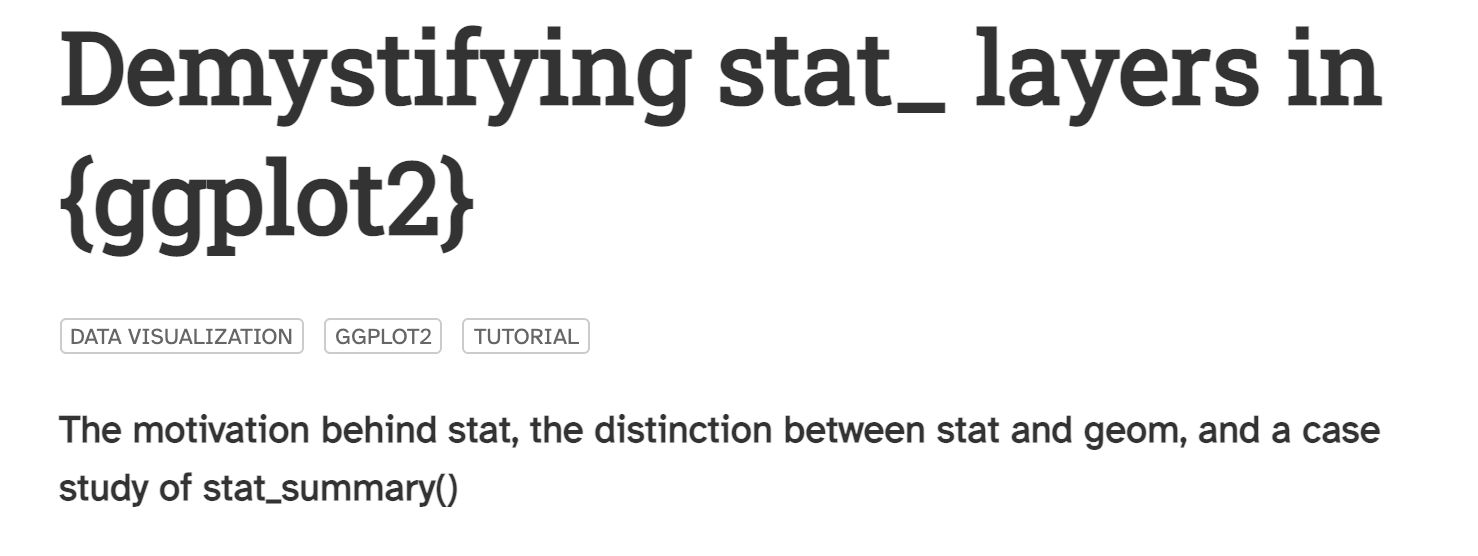 Demystifying stat_ layers in
{ggplot2}
DATA VISUALIZATION GGPLOT2 TUTORIAL
The motivation behind stat, the distinction between stat and geom, and a case
study of stat_summary()